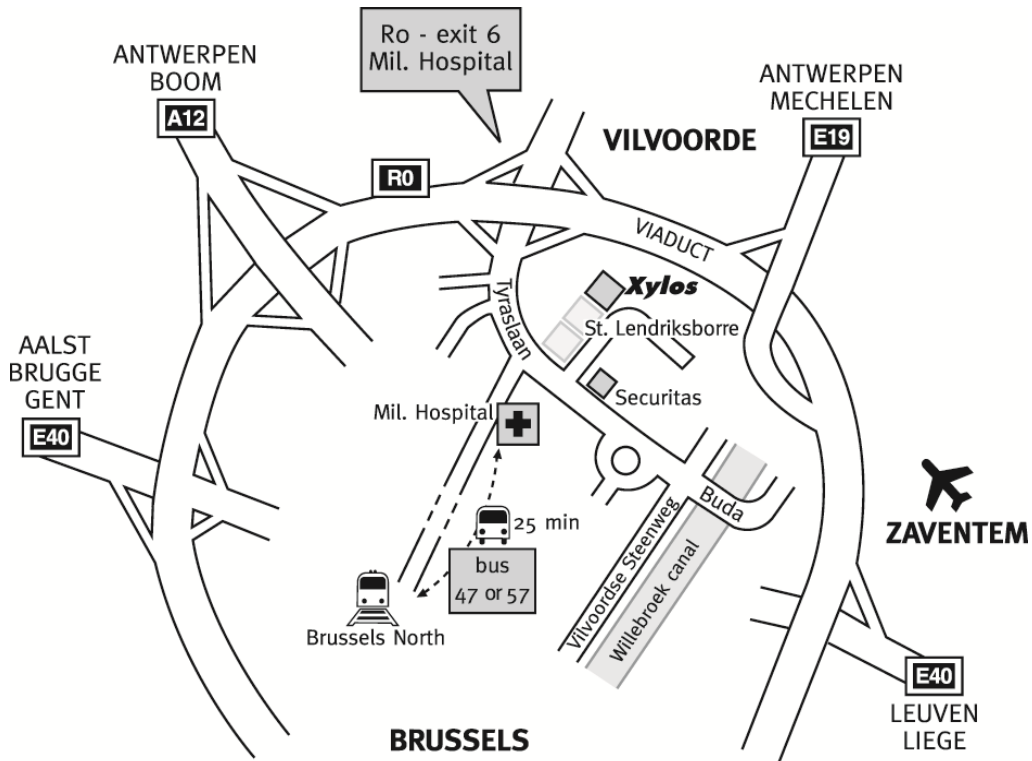 Ro - exit 6
Mil. Hospital
ANTWERPEN
BOOM
A12
ANTWERPEN
MECHELEN
E19
VILVOORDE
R0
VIADUCT
Tyraslaan
Xylos
St. Lendriksborre
AALST
BRUGGE
GENT
E40
Securitas
Mil. Hospital
25 min
bus
47 or 57
Brussels North
Buda
Vilvoordse Steenweg
Willebroek canal
ZAVENTEM
E40
LEUVEN
LIEGE
BRUSSELS